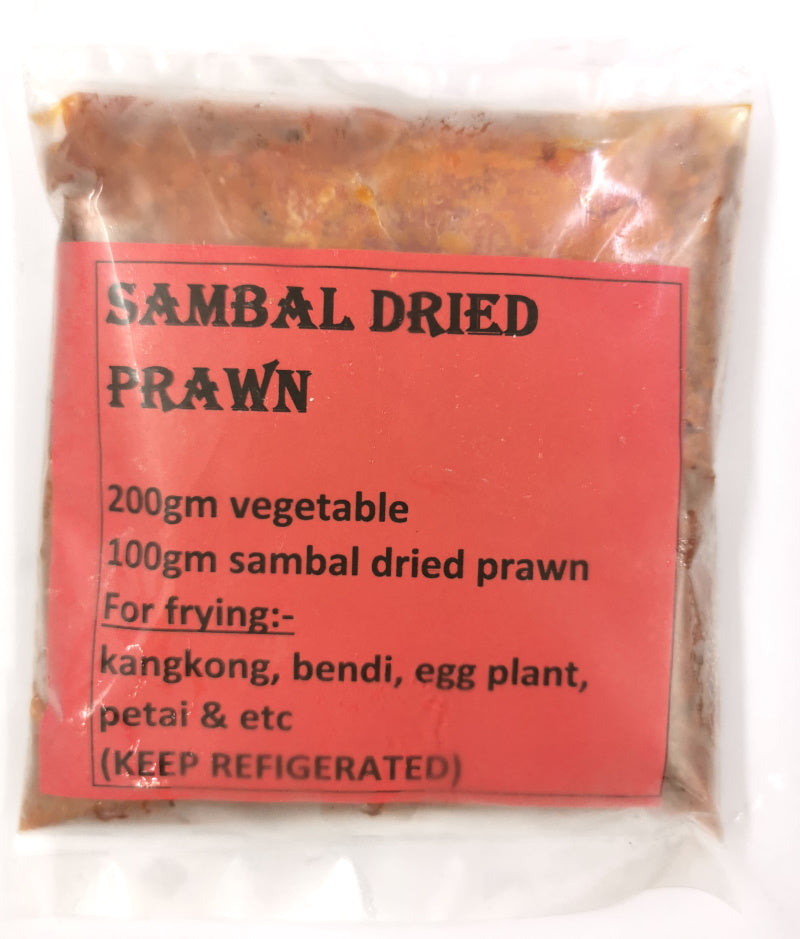 SAMBAL DRIED
PRAWN
200gm vegetable
100gm sambal dried prawn
For frying:-
kangkong, bendi, egg plant,
petai & etc
(KEEP REFIGERATED)